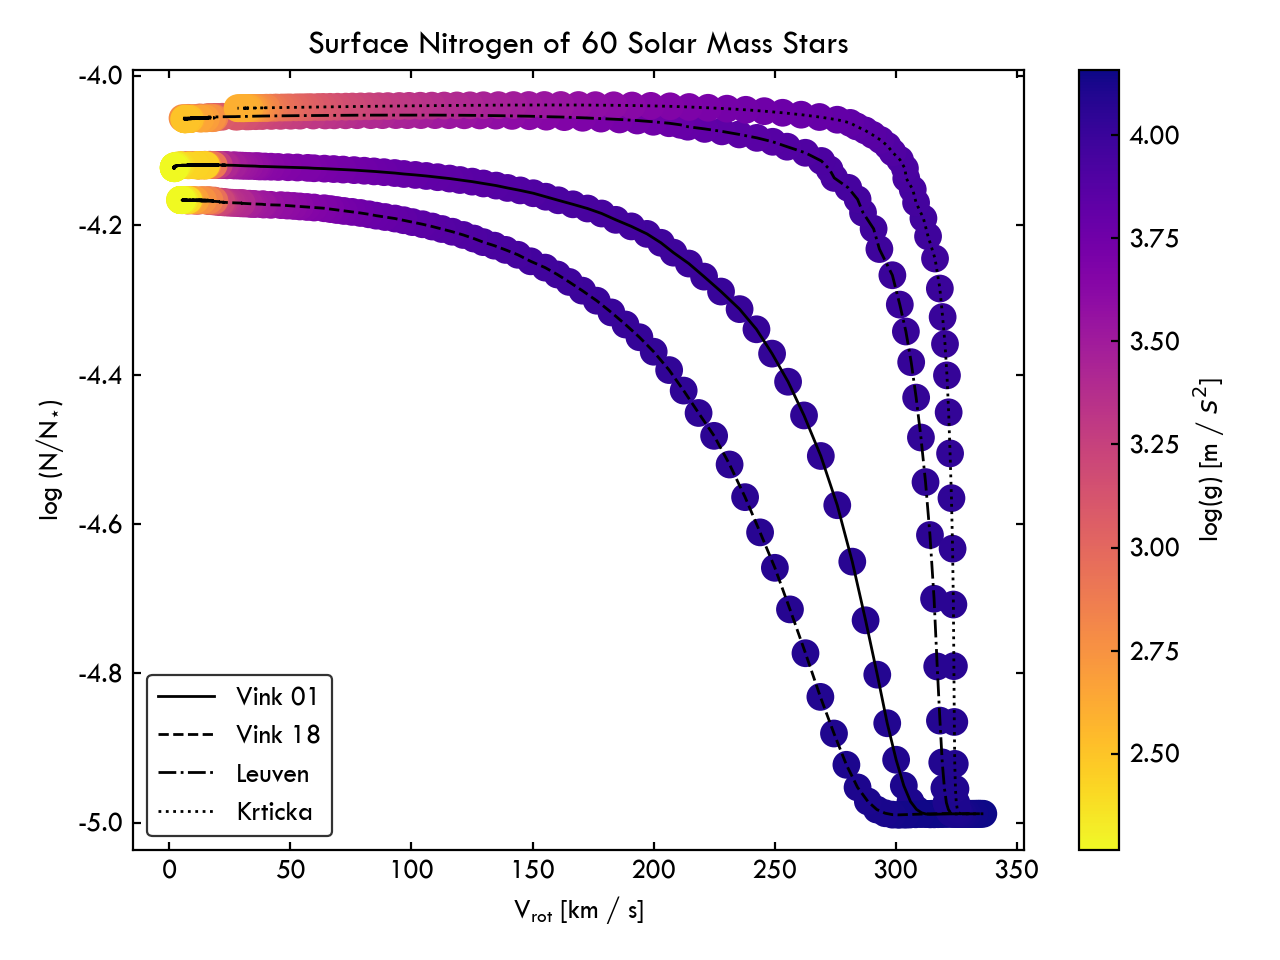 Surface Nitrogen of 60 Solar Mass Stars
-4.0
-4.2
-4.4
-4.6
-4.8
-5.0
log (N/N⋆)
Vink 01
Vink 18
Leuven
Krticka
0 50 100 150 200 250 300 350
V_rot [km / s]
4.00
3.75
3.50
3.25
3.00
2.75
2.50
log(g) [m / s²]